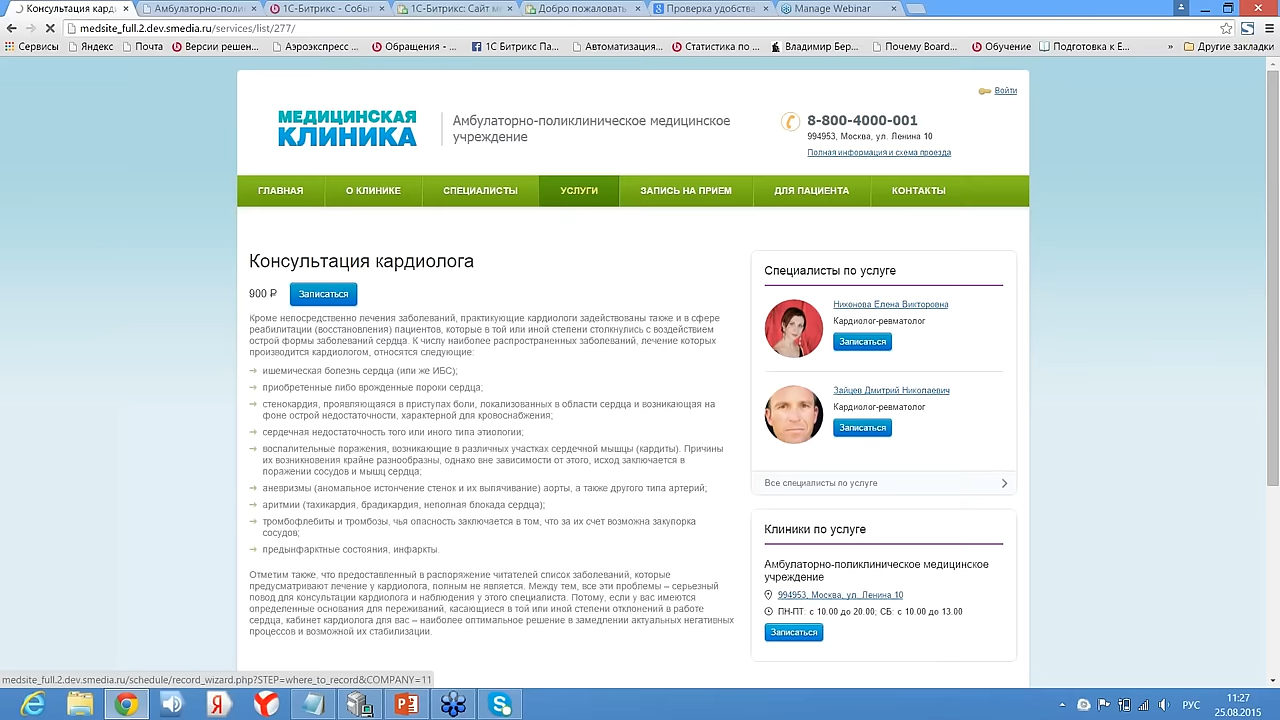 Консультация кардис
Амбулаторно-поликли
1С-Битрикс - Событ
1С-Битрикс: Сайт ме
Добро пожаловать
Проверка удобства
Manage Webinar
medsite_full.2.dev.smedia.ru/services/list/277/
Сервисы
Яндекс
Почта
Версии решен...
Аэроэкспресс ...
Обращения - ...
1С Битрикс Па...
Автоматизация...
Статистика по ...
Владимир Бер...
Почему Board...
Обучение
Подготовка к Е...
»
Другие закладки
Войти
МЕДИЦИНСКАЯ
КЛИНИКА
Амбулаторно-поликлиническое медицинское
учреждение
8-800-4000-001
994953, Москва, ул. Ленина 10
Полная информация и схема проезда
ГЛАВНАЯ
О КЛИНИКЕ
СПЕЦИАЛИСТЫ
УСЛУГИ
ЗАПИСЬ НА ПРИЕМ
ДЛЯ ПАЦИЕНТА
КОНТАКТЫ
Консультация кардиолога
900 ₽
Записаться
Кроме непосредственно лечения заболеваний, практикующие кардиологи задействованы также и в сфере
реабилитации (восстановления) пациентов, которые в той или иной степени столкнулись с воздействием
острой формы заболеваний сердца. К числу наиболее распространенных заболеваний, лечение которых
производится кардиологом, относятся следующие:
ишемическая болезнь сердца (или же ИБС);
приобретенные либо врожденные пороки сердца;
стенокардия, проявляющаяся в приступах боли, локализованных в области сердца и возникающая на
фоне острой недостаточности, характерной для кровоснабжения;
сердечная недостаточность того или иного типа этиологии;
воспалительные поражения, возникающие в различных участках сердечной мышцы (кардиты). Причины
их возникновения крайне разнообразны, однако вне зависимости от этого, исход заключается в
поражении сосудов и мышц сердца;
аневризмы (аномальное истончение стенок и их выпячивание) аорты, а также другого типа артерий;
аритмии (тахикардия, брадикардия, неполная блокада сердца);
тромбофлебиты и тромбозы, чья опасность заключается в том, что за их счет возможна закупорка
сосудов;
предынфарктные состояния, инфаркты.
Отметим также, что предоставленный в распоряжение читателей список заболеваний, которые
предусматривают лечение у кардиолога, полным не является. Между тем, все эти проблемы – серьезный
повод для консультации кардиолога и наблюдения у этого специалиста. Потому, если у вас имеются
определенные основания для переживаний, касающиеся в той или иной степени отклонений в работе
сердца, кабинет кардиолога для вас – наиболее оптимальное решение в замедлении актуальных негативных
процессов и возможной их стабилизации.
Специалисты по услуге
Никонова Елена Викторовна
Кардиолог-ревматолог
Записаться
Зайцев Дмитрий Николаевич
Кардиолог-ревматолог
Записаться
Все специалисты по услуге
Клиники по услуге
Амбулаторно-поликлиническое медицинское
учреждение
994953, Москва, ул. Ленина 10
ПН-ПТ: с 10.00 до 20.00; СБ: с 10.00 до 13.00
Записаться
medsite_full.2.dev.smedia.ru/schedule/record_wizard.php?STEP=where_to_record&COMPANY=11
РУС
11:27
25.08.2015